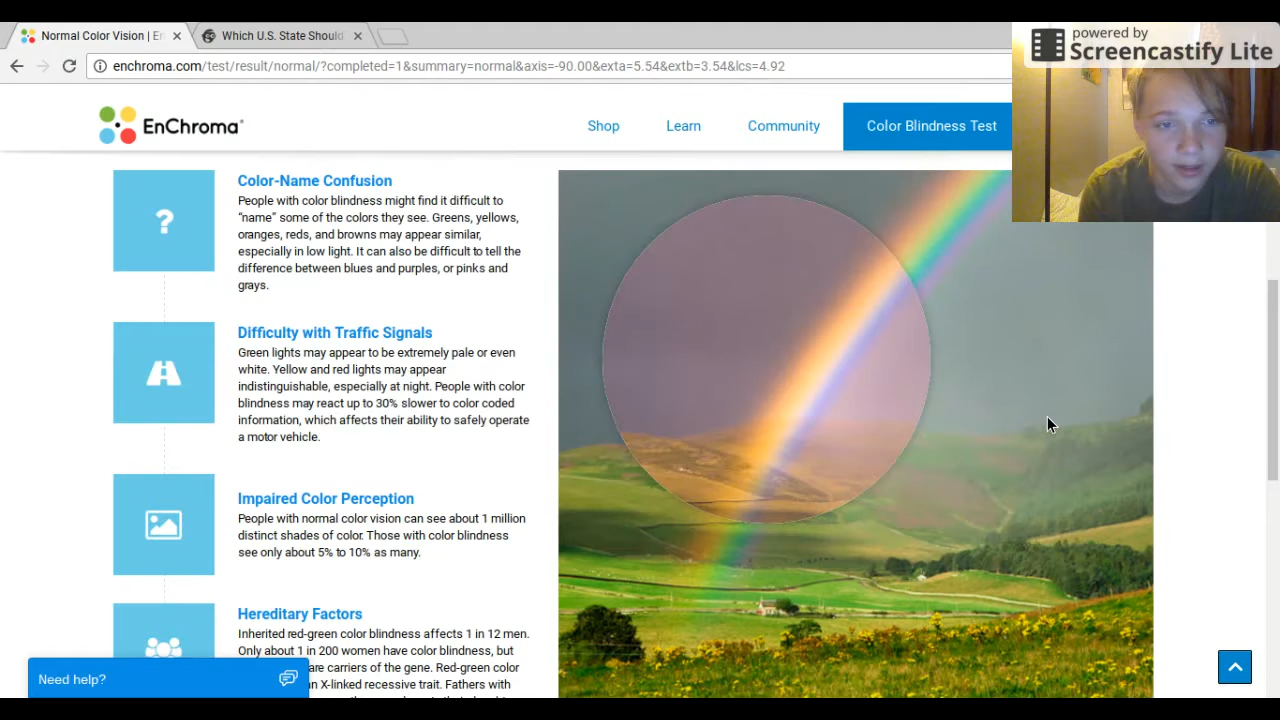 Normal Color Vision | En
Which U.S. State Should
powered by
Screencastify Lite
enchroma.com/test/result/normal/?completed=1&summary=normal&axis=-90.00&exta=5.54&extb=3.54&lcs=4.92
EnChroma®
Shop
Learn
Community
Color Blindness Test
?
Color-Name Confusion
People with color blindness might find it difficult to
“name” some of the colors they see. Greens, yellows,
oranges, reds, and browns may appear similar,
especially in low light. It can also be difficult to tell the
difference between blues and purples, or pinks and
grays.
Difficulty with Traffic Signals
Green lights may appear to be extremely pale or even
white. Yellow and red lights may appear
indistinguishable, especially at night. People with color
blindness may react up to 30% slower to color coded
information, which affects their ability to safely operate
a motor vehicle.
Impaired Color Perception
People with normal color vision can see about 1 million
distinct shades of color. Those with color blindness
see only about 5% to 10% as many.
Hereditary Factors
Inherited red-green color blindness affects 1 in 12 men.
Only about 1 in 200 women have color blindness, but
are carriers of the gene. Red-green color
X-linked recessive trait. Fathers with
Need help?